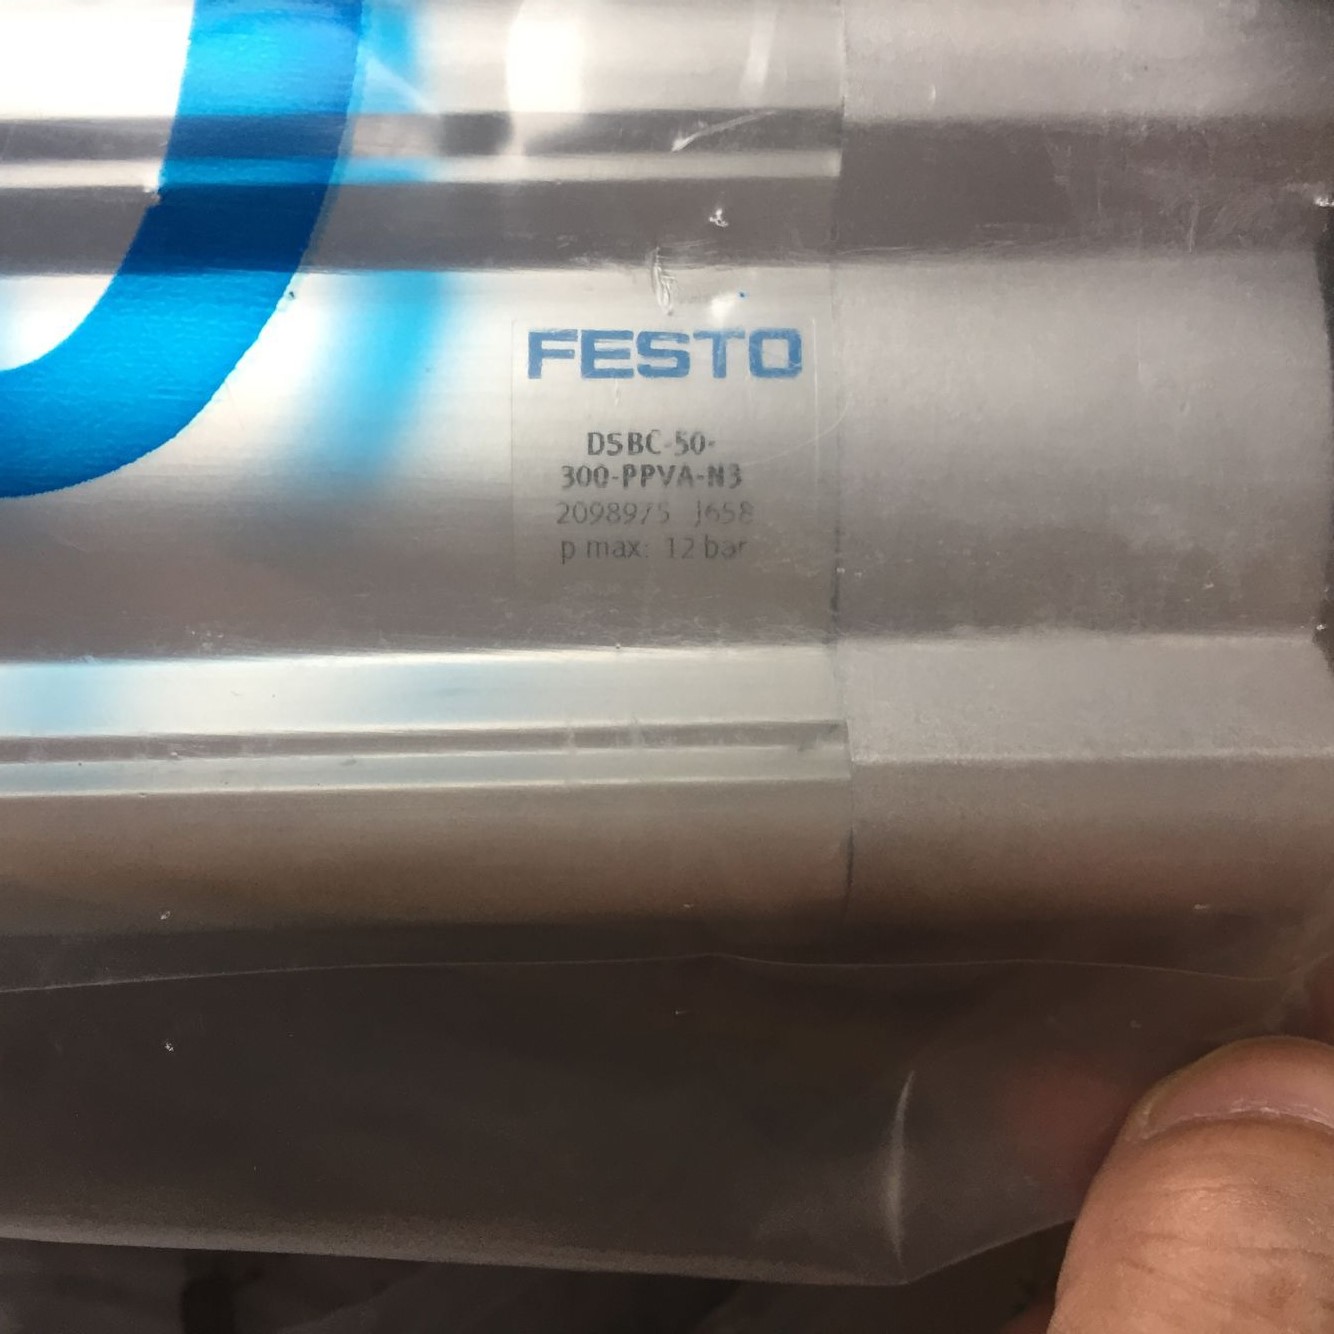 FESTO
DSBC-50-
300-PPVA-N3
2098975 J658
p max: 12 bar